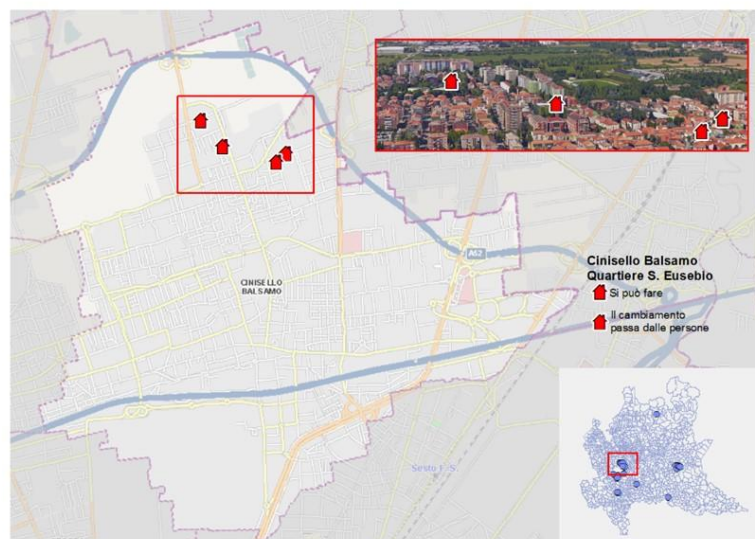 A52
Cinisello Balsamo
Quartiere S. Eusebio
Si può fare
Il cambiamento
passa dalle persone
CINISELLO
BALSAMO
Sesto F. S.